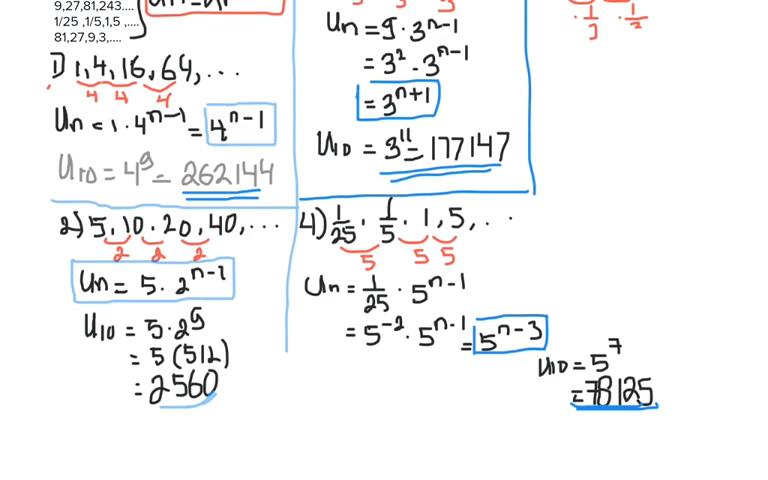 9,27,81,243....
1/25 ,1/5,1,5 ,....
81,27,9,3,....
1) 1, 4, 16, 64, ...
4 4 4
Un = 1 · 4^(n-1) = 4^(n-1)
U10 = 4^9 = 262144
2) 5, 10, 20, 40, ...
2 2 2
Un = 5 · 2^(n-1)
U10 = 5 · 2^9
= 5 (512)
= 2560
Un = 9 · 3^(n-1)
= 3^2 · 3^(n-1)
= 3^(n+1)
U10 = 3^11 = 177147
4) 1/25, 1/5, 1, 5, ...
5 5 5
Un = 1/25 · 5^(n-1)
= 5^-2 · 5^(n-1) = 5^(n-3)
U10 = 5^7
= 78125
· 1/3 · 1/3